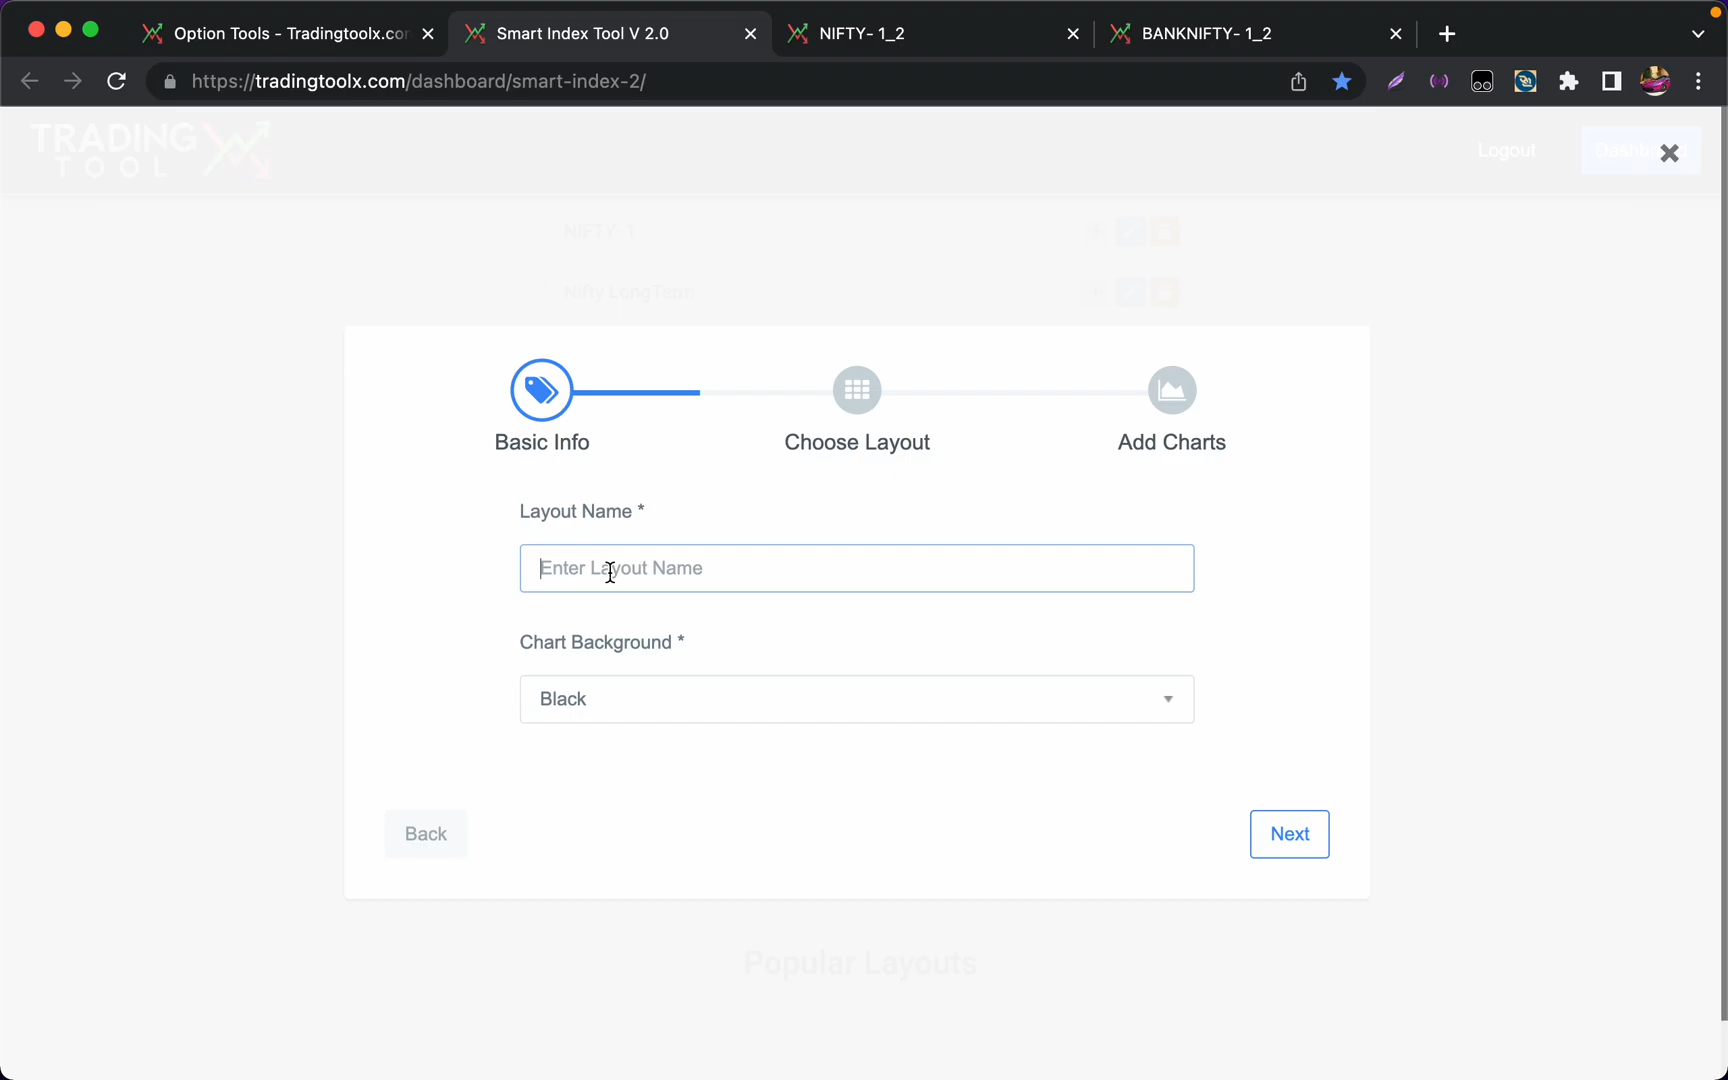 Option Tools - Tradingtoolx.cor
Smart Index Tool V 2.0
NIFTY- 1_2
BANKNIFTY- 1_2
https://tradingtoolx.com/dashboard/smart-index-2/
TRADING
TOOL
Logout
Dashboard
NIFTY-1
Nifty LongTerm
Basic Info
Choose Layout
Add Charts
Layout Name *
Enter Layout Name
Chart Background *
Black
Back
Next
Popular Layouts